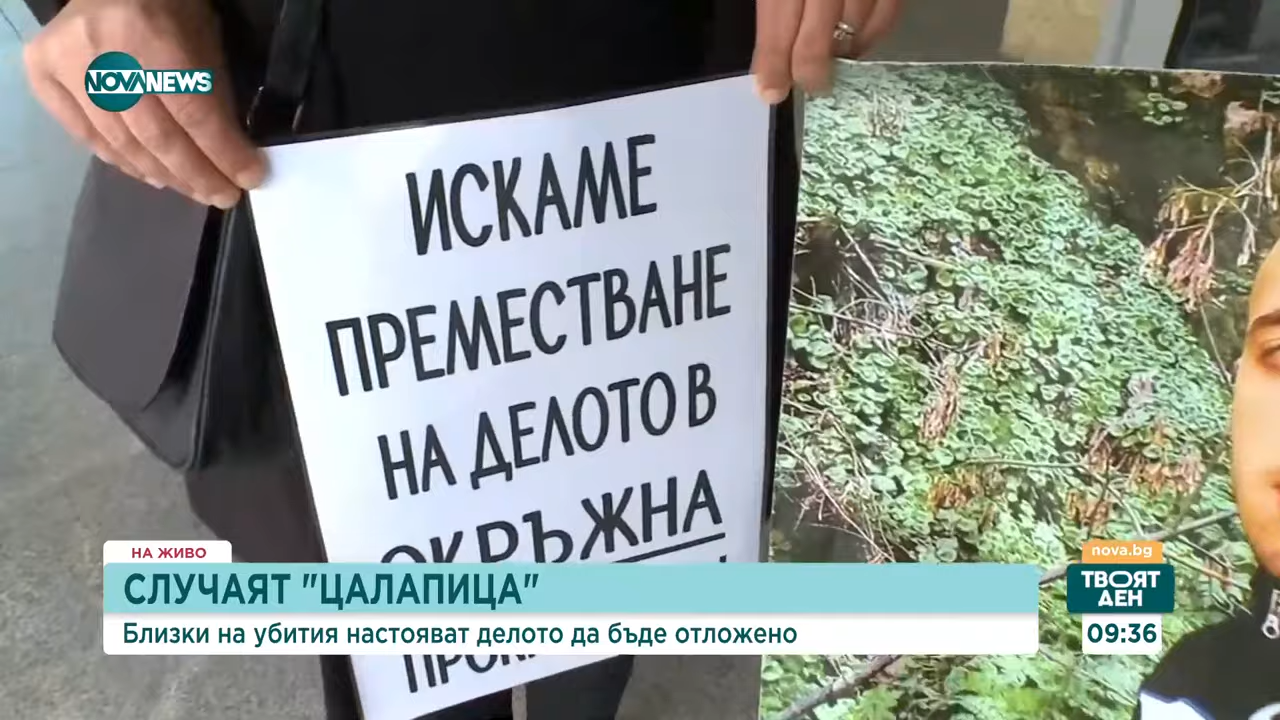 NOVA NEWS
ИСКАМЕ
ПРЕМЕСТВАНЕ
НА ДЕЛОТО В
ОКРЪЖНА
НА ЖИВО
СЛУЧАЯТ "ЦАЛАПИЦА"
Близки на убития настояват делото да бъде отложено
nova.bg
ТВОЯТ
ДЕН
09:36